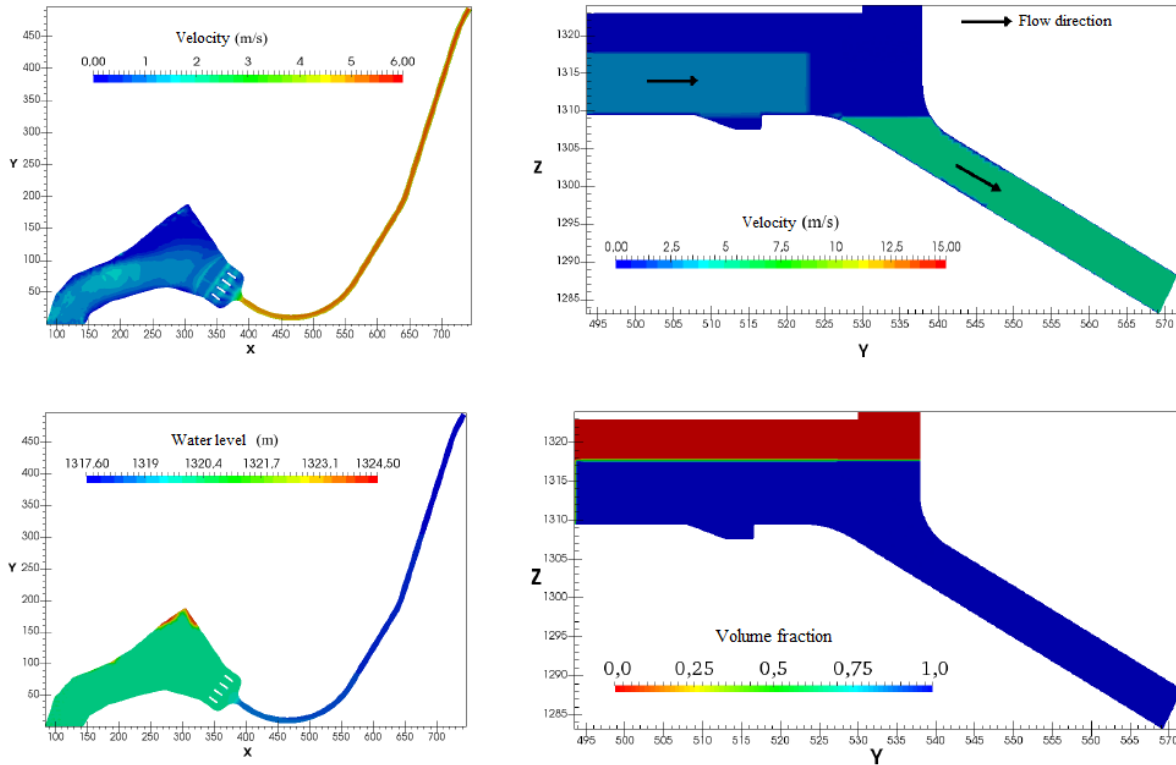 Velocity (m/s)
0,00 1 2 3 4 5 6,00
450
400
350
300
250
200
150
100
50
Y
100 150 200 250 300 350 400 450 500 550 600 650 700
X
Flow direction
1320
1315
1310
1305
1300
1295
1290
1285
Z
Velocity (m/s)
0.00 2,5 5 7,5 10 12,5 15,00
495 500 505 510 515 520 525 530 535 540 545 550 555 560 565 570
Y
Water level (m)
1317.60 1319 1320.4 1321.7 1323.1 1324.50
450
400
350
300
250
200
150
100
50
Y
100 150 200 250 300 350 400 450 500 550 600 650 700
X
1320
1315
1310
1305
1300
1295
1290
1285
Z
Volume fraction
0,0 0,25 0,5 0,75 1,0
495 500 505 510 515 520 525 530 535 540 545 550 555 560 565 570
Y